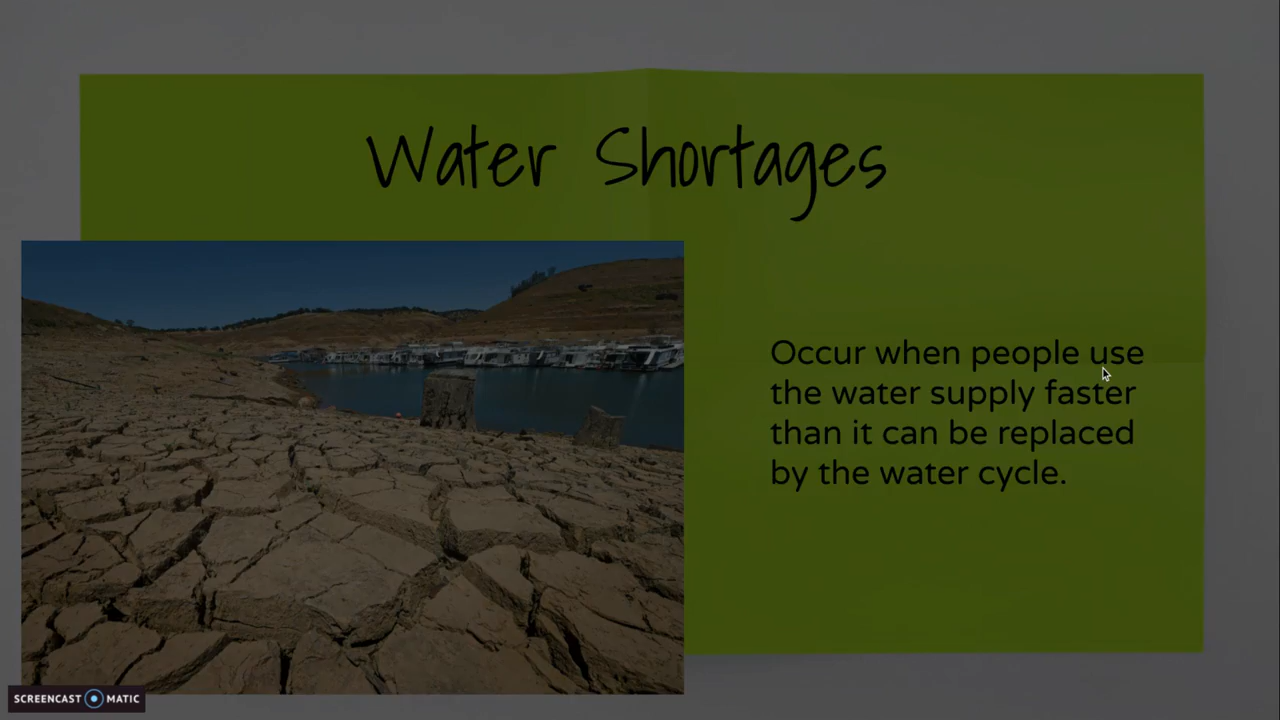 Water Shortages
Occur when people use
the water supply faster
than it can be replaced
by the water cycle.
SCREENCAST MATIC